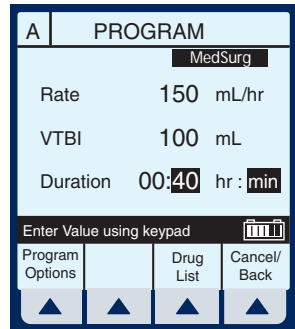 A PROGRAM
MedSurg
Rate 150 mL/hr
VTBI 100 mL
Duration 00:40 hr : min
Enter Value using keypad
Program Options
Drug List
Cancel/ Back